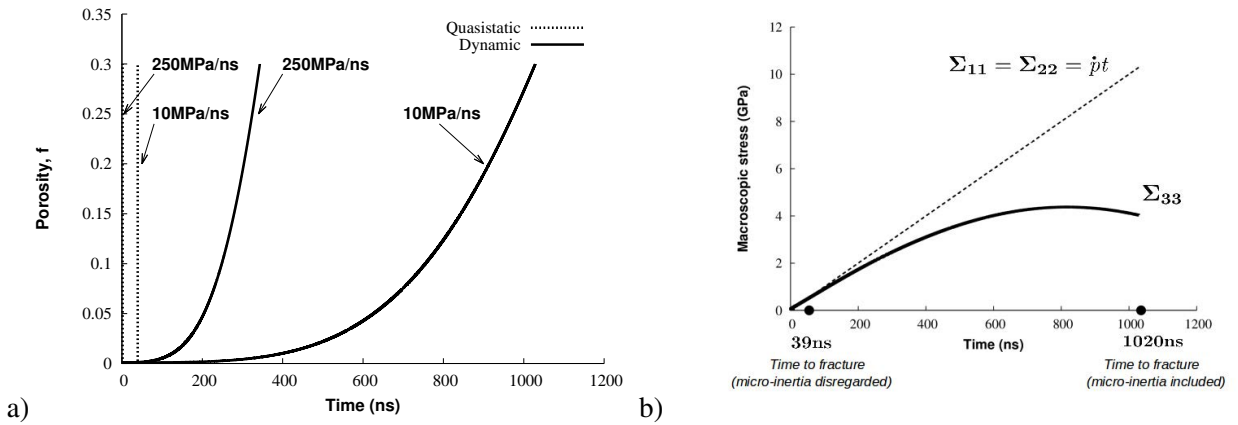 0.35
0.3
0.25
0.2
0.15
0.1
0.05
0
Porosity, f
Quasistatic
Dynamic
250MPa/ns
250MPa/ns
10MPa/ns
10MPa/ns
0 200 400 600 800 1000 1200
Time (ns)
a)
12
10
8
6
4
2
0
Macroscopic stress (GPa)
Σ11 = Σ22 = ṗt
Σ33
0 200 400 600 800 1000 1200
39ns
Time (ns)
1020ns
Time to fracture
(micro-inertia disregarded)
Time to fracture
(micro-inertia included)
b)